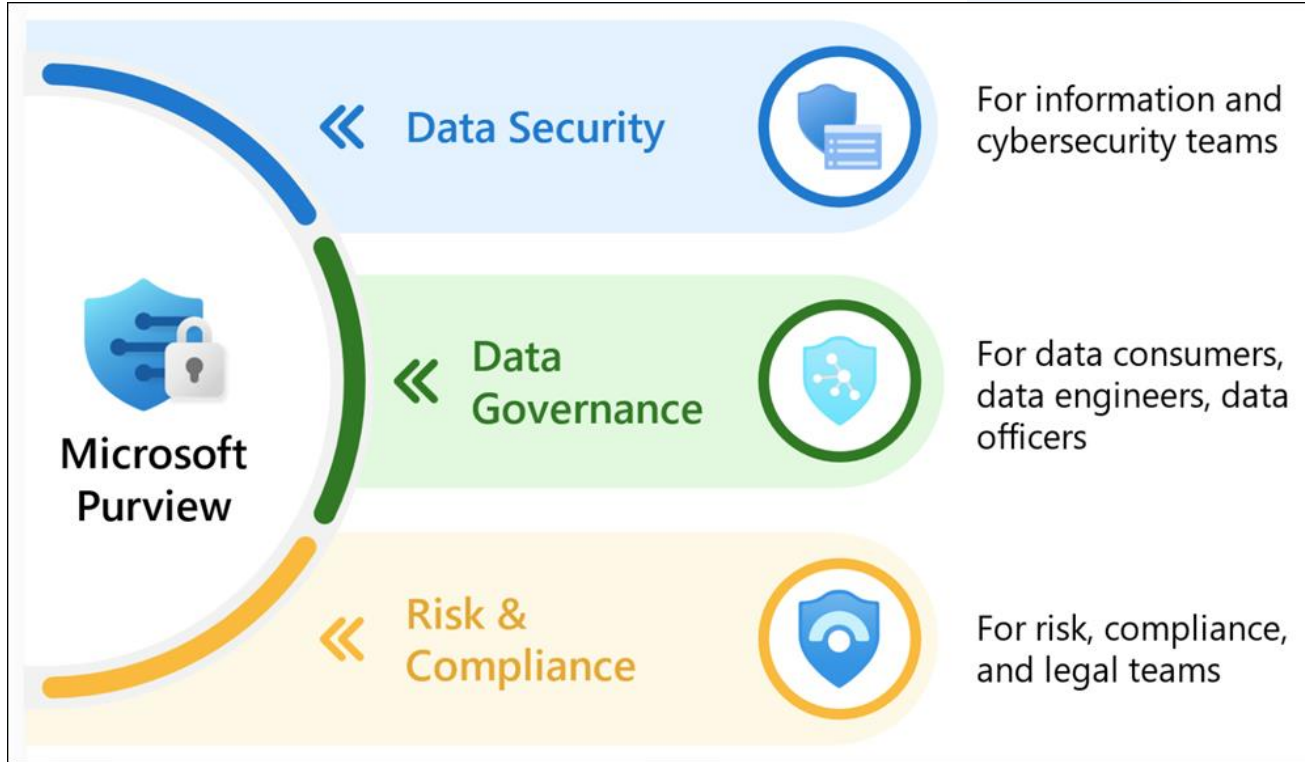 Data Security
For information and
cybersecurity teams
Microsoft
Purview
Data
Governance
For data consumers,
data engineers, data
officers
Risk &
Compliance
For risk, compliance,
and legal teams